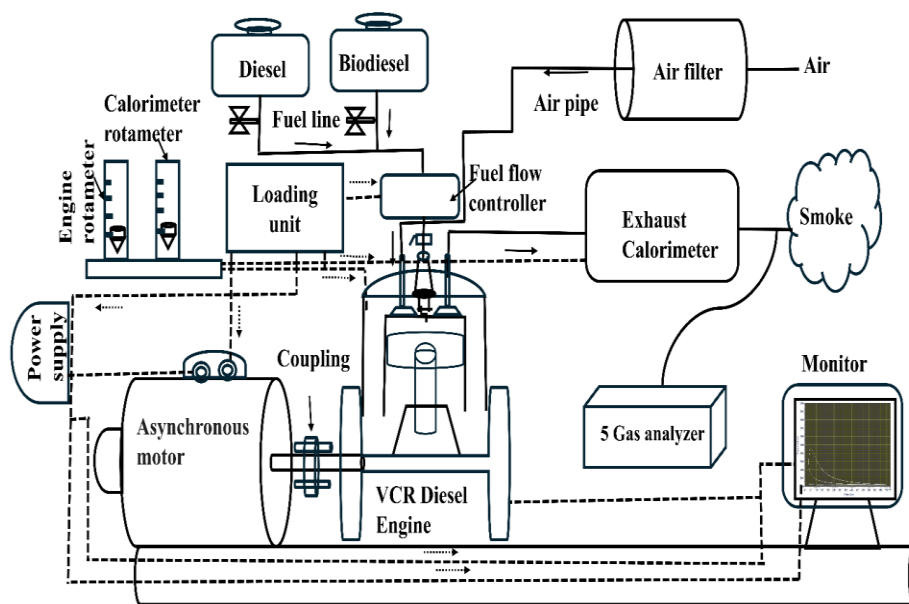 Diesel
Biodiesel
Air filter
Air
Air pipe
Fuel line
Calorimeter
rotameter
Engine
rotameter
Loading
unit
Fuel flow
controller
Exhaust
Calorimeter
Smoke
Power
supply
Coupling
Monitor
Asynchronous
motor
5 Gas analyzer
VCR Diesel
Engine